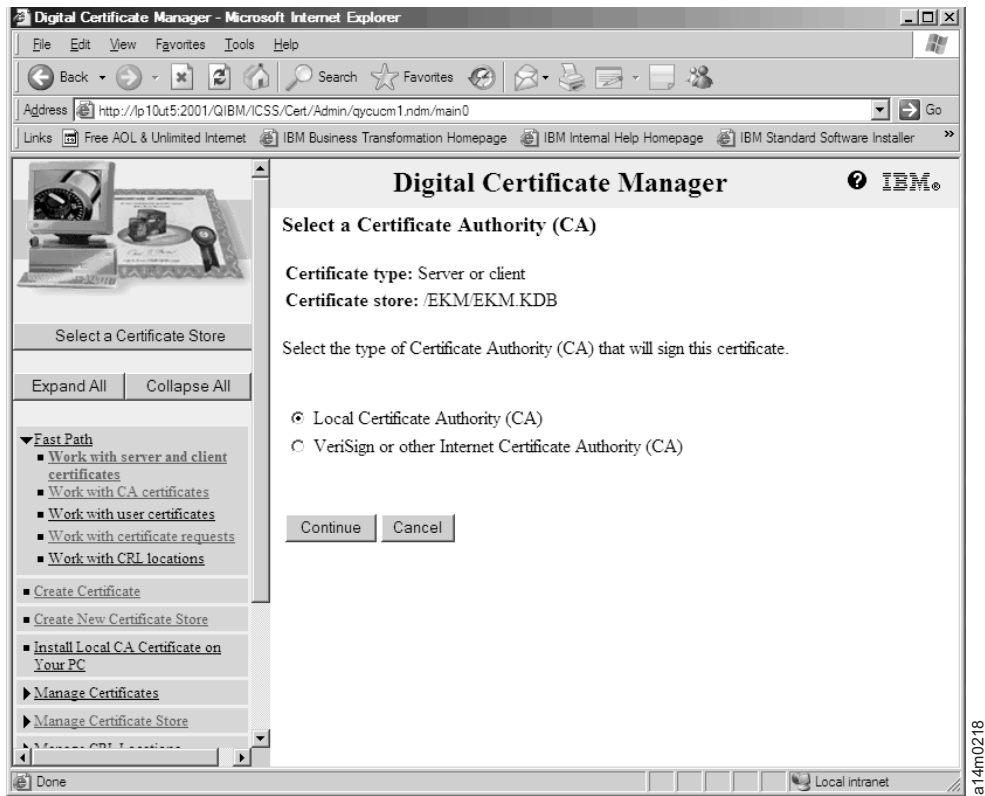 Digital Certificate Manager - Microsoft Internet Explorer
File Edit View Favorites Tools Help
Back Search Favorites
Address http://lp10ut5:2001/QIBM/ICSS/Cert/Admin/qycucm1.ndm/main0 Go
Links Free AOL & Unlimited Internet IBM Business Transformation Homepage IBM Internal Help Homepage IBM Standard Software Installer »
Select a Certificate Store
Expand All Collapse All
Fast Path
Work with server and client
certificates
Work with CA certificates
Work with user certificates
Work with certificate requests
Work with CRL locations
Create Certificate
Create New Certificate Store
Install Local CA Certificate on
Your PC
Manage Certificates
Manage Certificate Store
Manage CRL Locations
Digital Certificate Manager
IBM®
Select a Certificate Authority (CA)
Certificate type: Server or client
Certificate store: /EKM/EKM.KDB
Select the type of Certificate Authority (CA) that will sign this certificate.
Local Certificate Authority (CA)
VeriSign or other Internet Certificate Authority (CA)
Continue Cancel
Done Local intranet
a14m0218